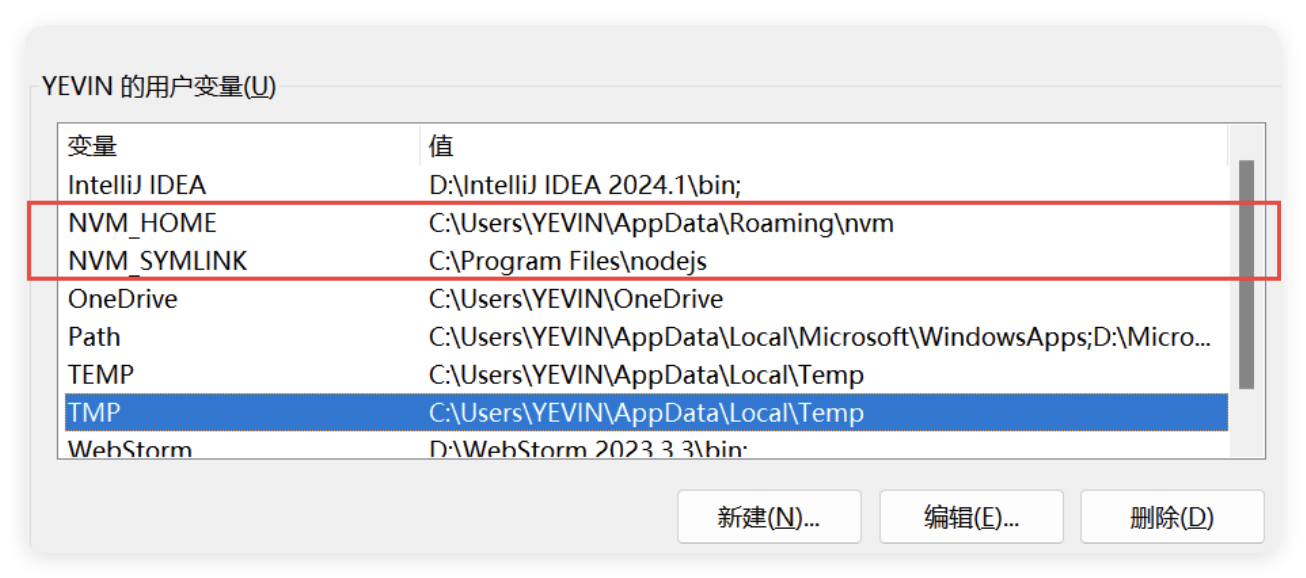 YEVIN 的用户变量(U)
变量 值
IntelliJ IDEA D:\IntelliJ IDEA 2024.1\bin;
NVM_HOME C:\Users\YEVIN\AppData\Roaming\nvm
NVM_SYMLINK C:\Program Files\nodejs
OneDrive C:\Users\YEVIN\OneDrive
Path C:\Users\YEVIN\AppData\Local\Microsoft\WindowsApps;D:\Micro...
TEMP C:\Users\YEVIN\AppData\Local\Temp
TMP C:\Users\YEVIN\AppData\Local\Temp
WebStorm D:\WebStorm 2023.3.3\bin;
新建(N)... 编辑(E)... 删除(D)